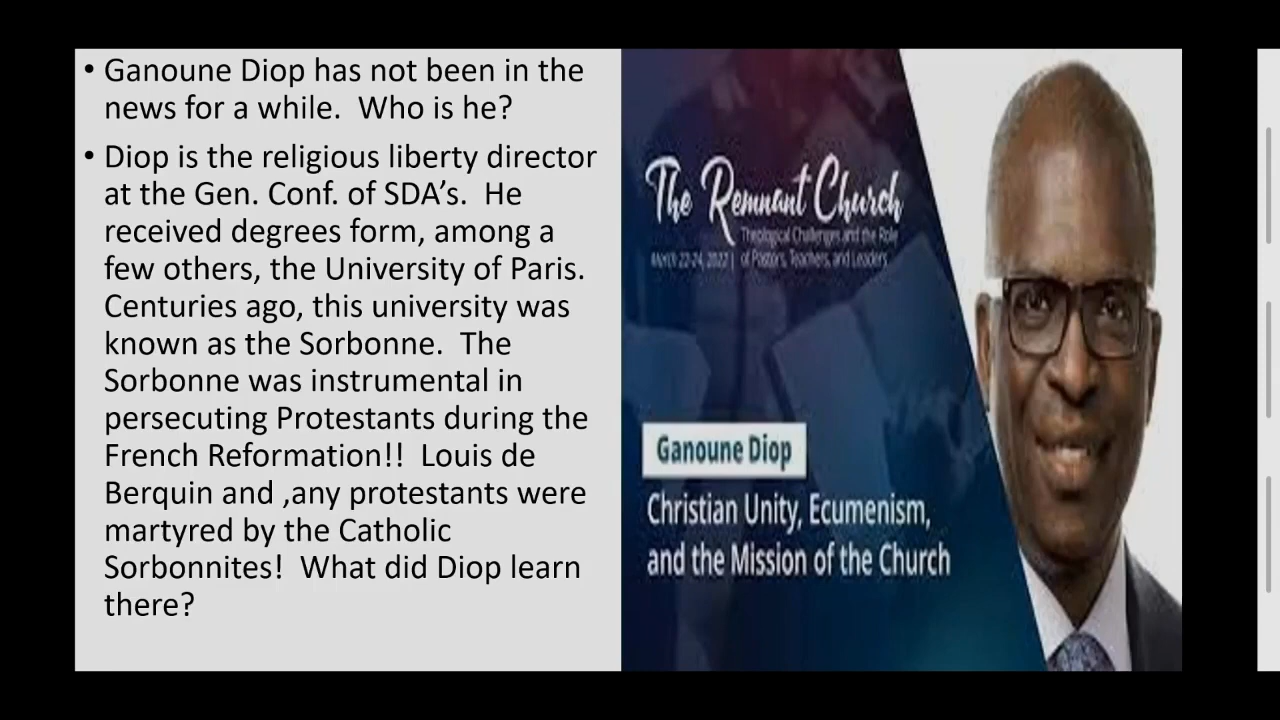 • Ganoune Diop has not been in the
news for a while.  Who is he?
• Diop is the religious liberty director
at the Gen. Conf. of SDA’s.  He
received degrees form, among a
few others, the University of Paris.
Centuries ago, this university was
known as the Sorbonne.  The
Sorbonne was instrumental in
persecuting Protestants during the
French Reformation!!  Louis de
Berquin and ,any protestants were
martyred by the Catholic
Sorbonnites!  What did Diop learn
there?
The Remnant Church
Theological Challenges and the Role
March 22-24, 2022 | of Pastors, Teachers, and Leaders
Ganoune Diop
Christian Unity, Ecumenism,
and the Mission of the Church